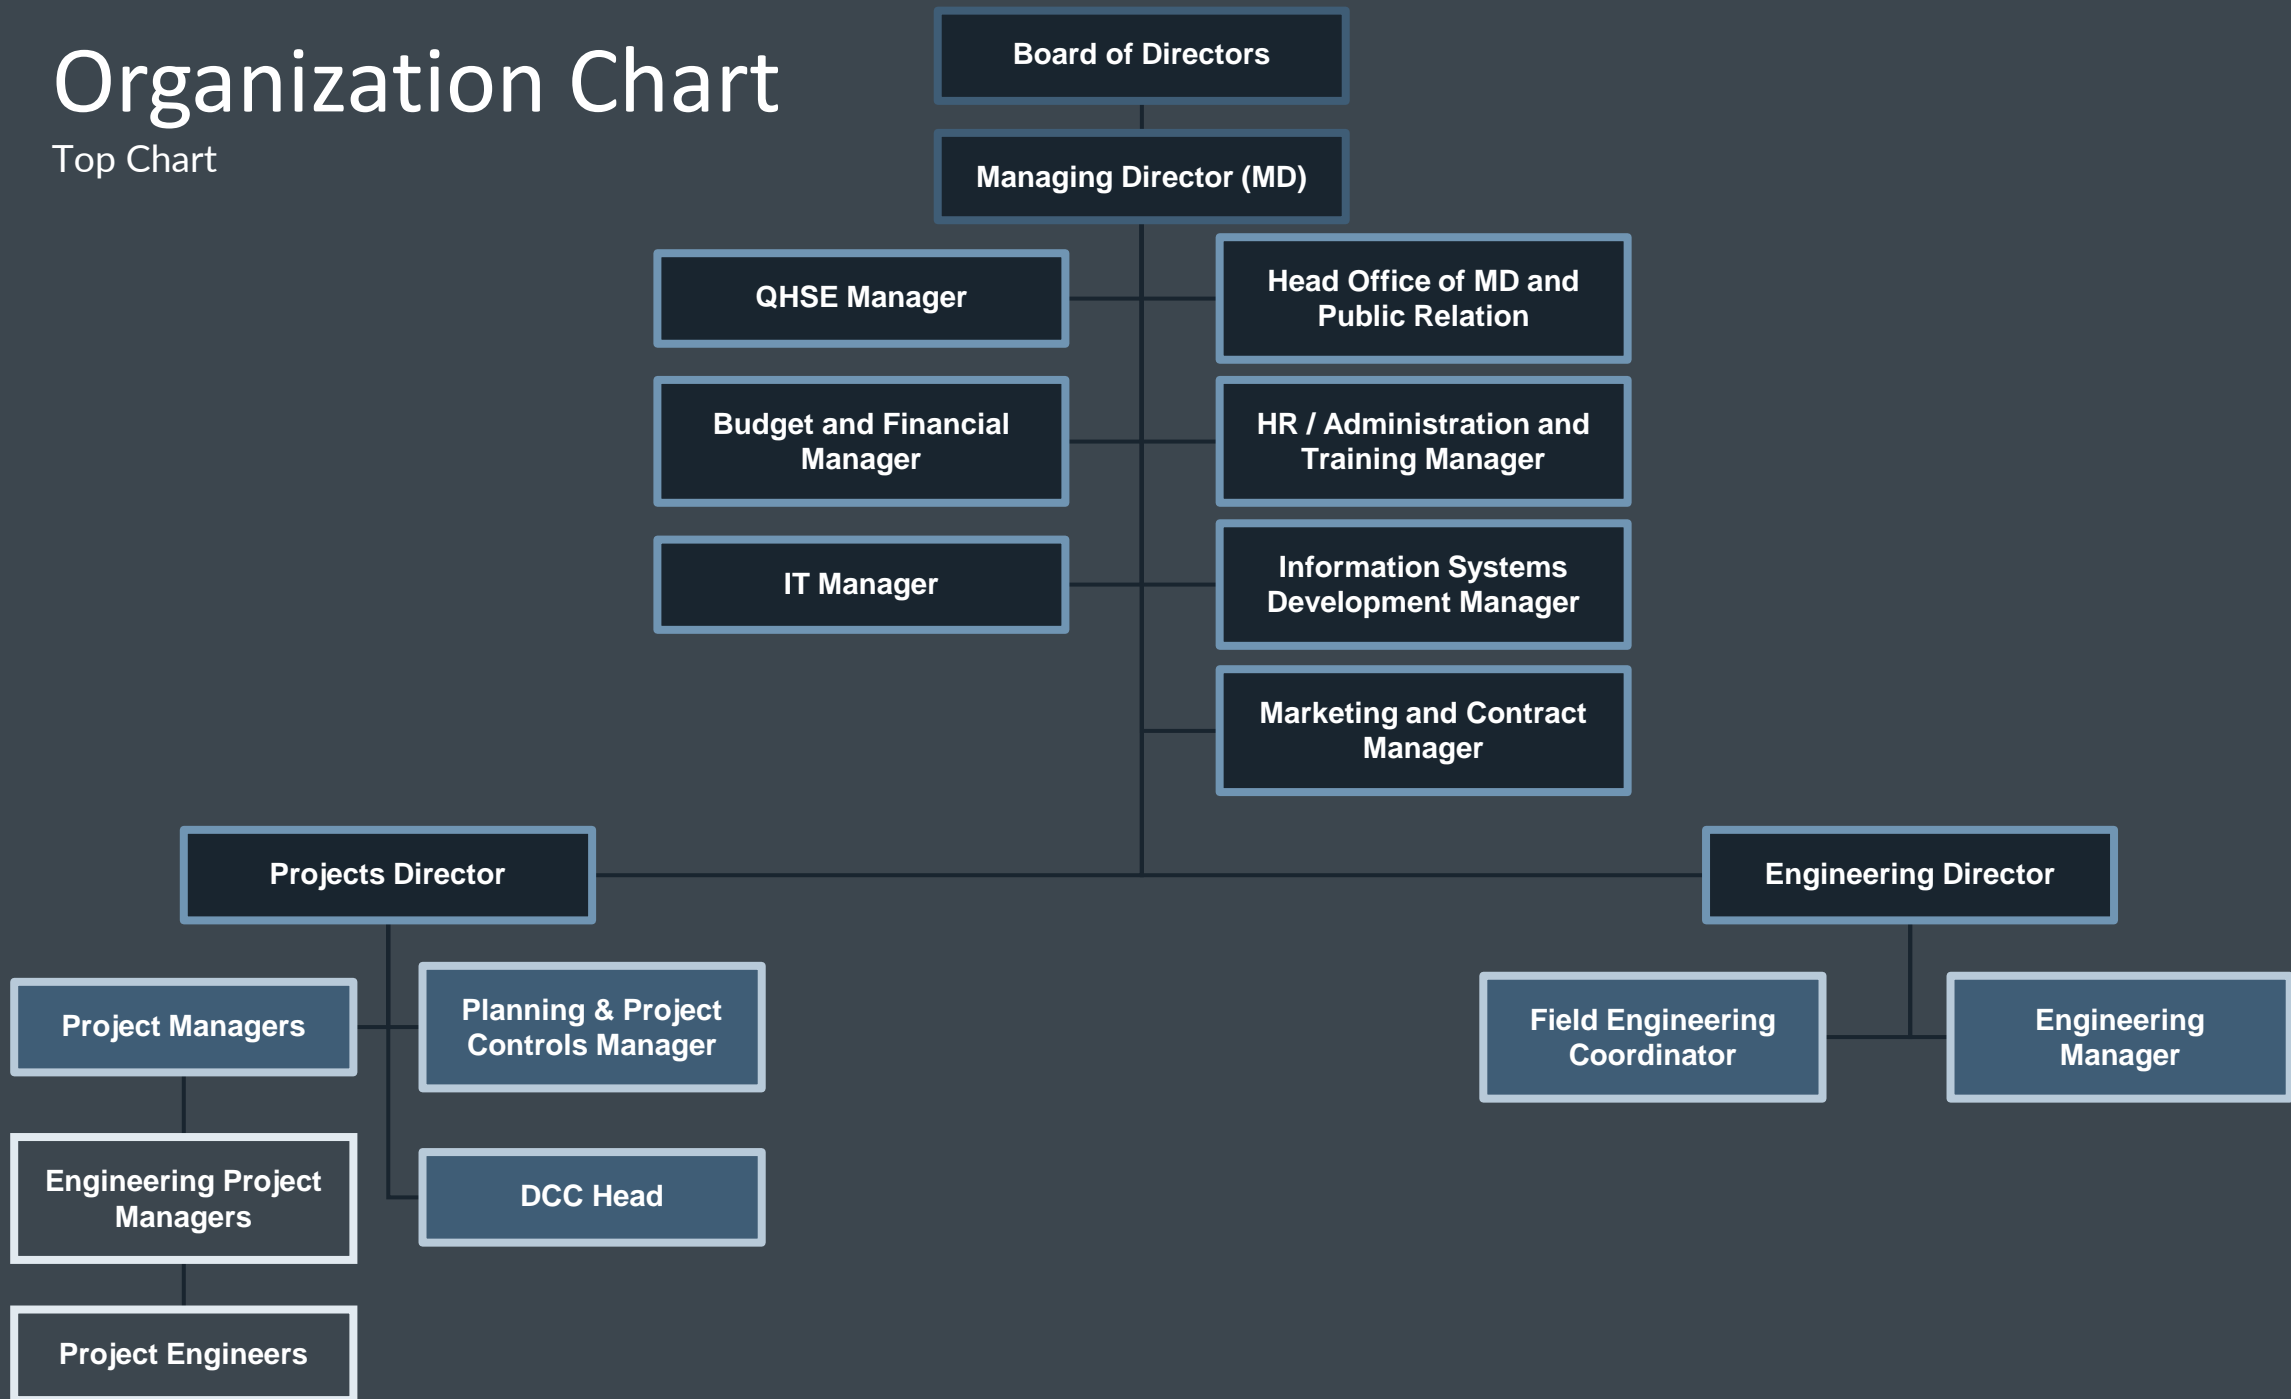 Organization Chart
Top Chart
Board of Directors
Managing Director (MD)
QHSE Manager
Head Office of MD and
Public Relation
Budget and Financial
Manager
HR / Administration and
Training Manager
IT Manager
Information Systems
Development Manager
Marketing and Contract
Manager
Projects Director
Engineering Director
Project Managers
Planning & Project
Controls Manager
Field Engineering
Coordinator
Engineering
Manager
Engineering Project
Managers
DCC Head
Project Engineers